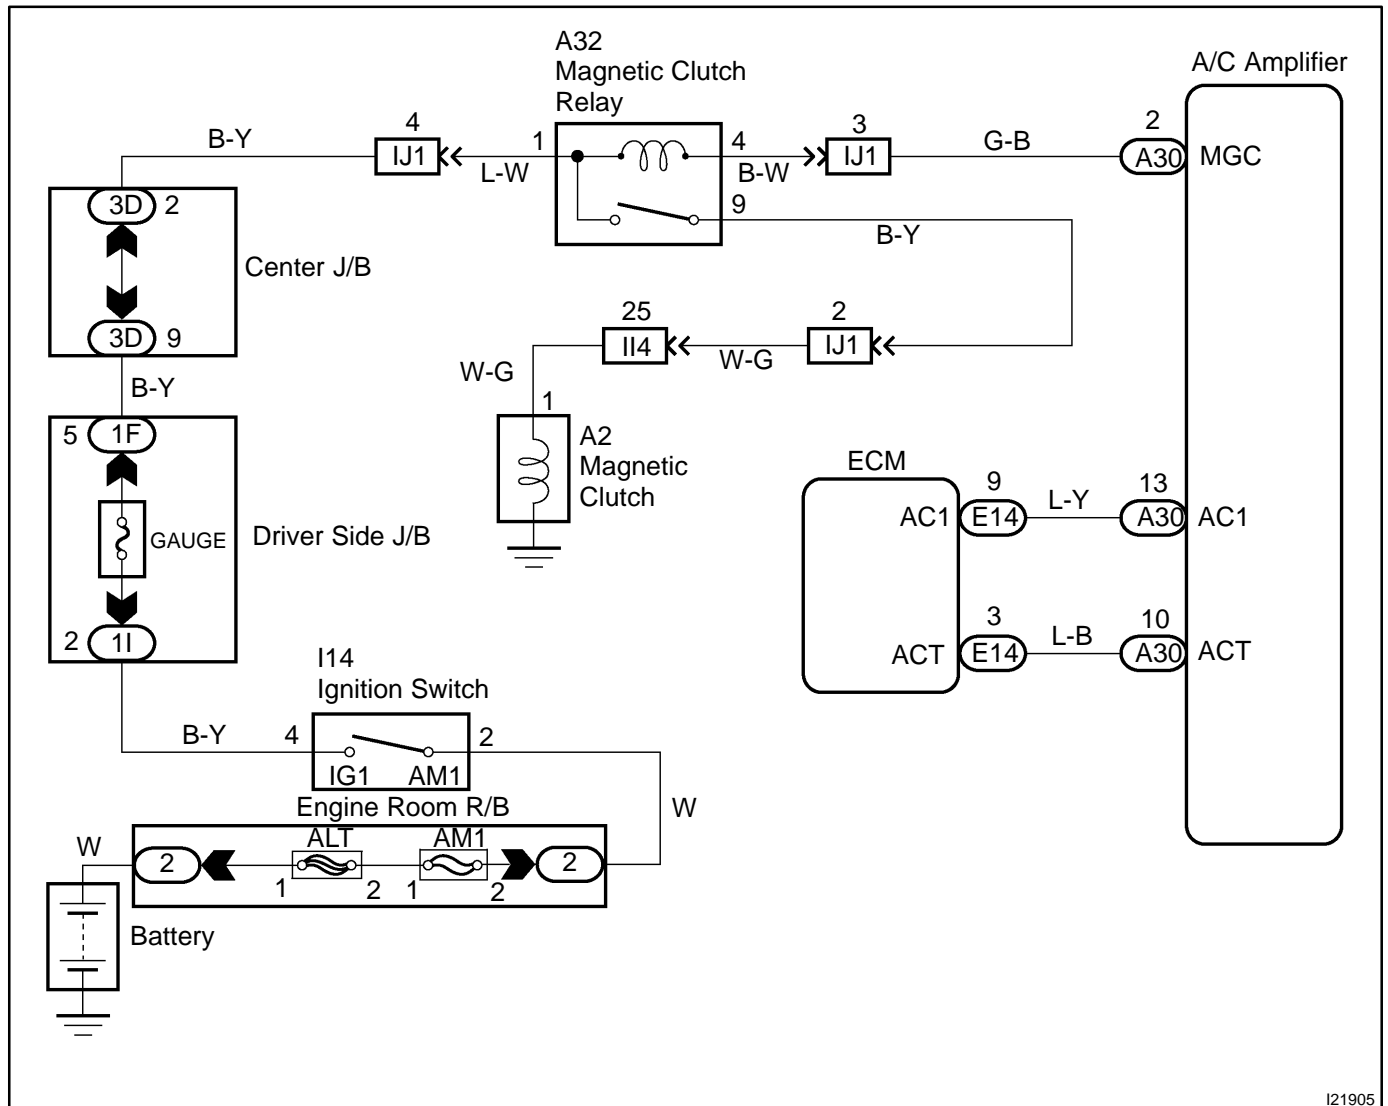 A32
Magnetic Clutch
Relay
A/C Amplifier
B-Y
4
IJ1
1
L-W
4
B-W
3
IJ1
G-B
2
A30
MGC
3D
2
9
B-Y
Center J/B
3D
9
25
II4
W-G
2
IJ1
B-Y
W-G
1
A2
Magnetic
Clutch
5
1F
GAUGE
Driver Side J/B
2
1I
ECM
AC1
9
E14
L-Y
13
A30
AC1
ACT
3
E14
L-B
10
A30
ACT
I14
Ignition Switch
B-Y
4
2
IG1
AM1
W
Engine Room R/B
W
2
ALT
1
2
AM1
1
2
2
Battery
I21905